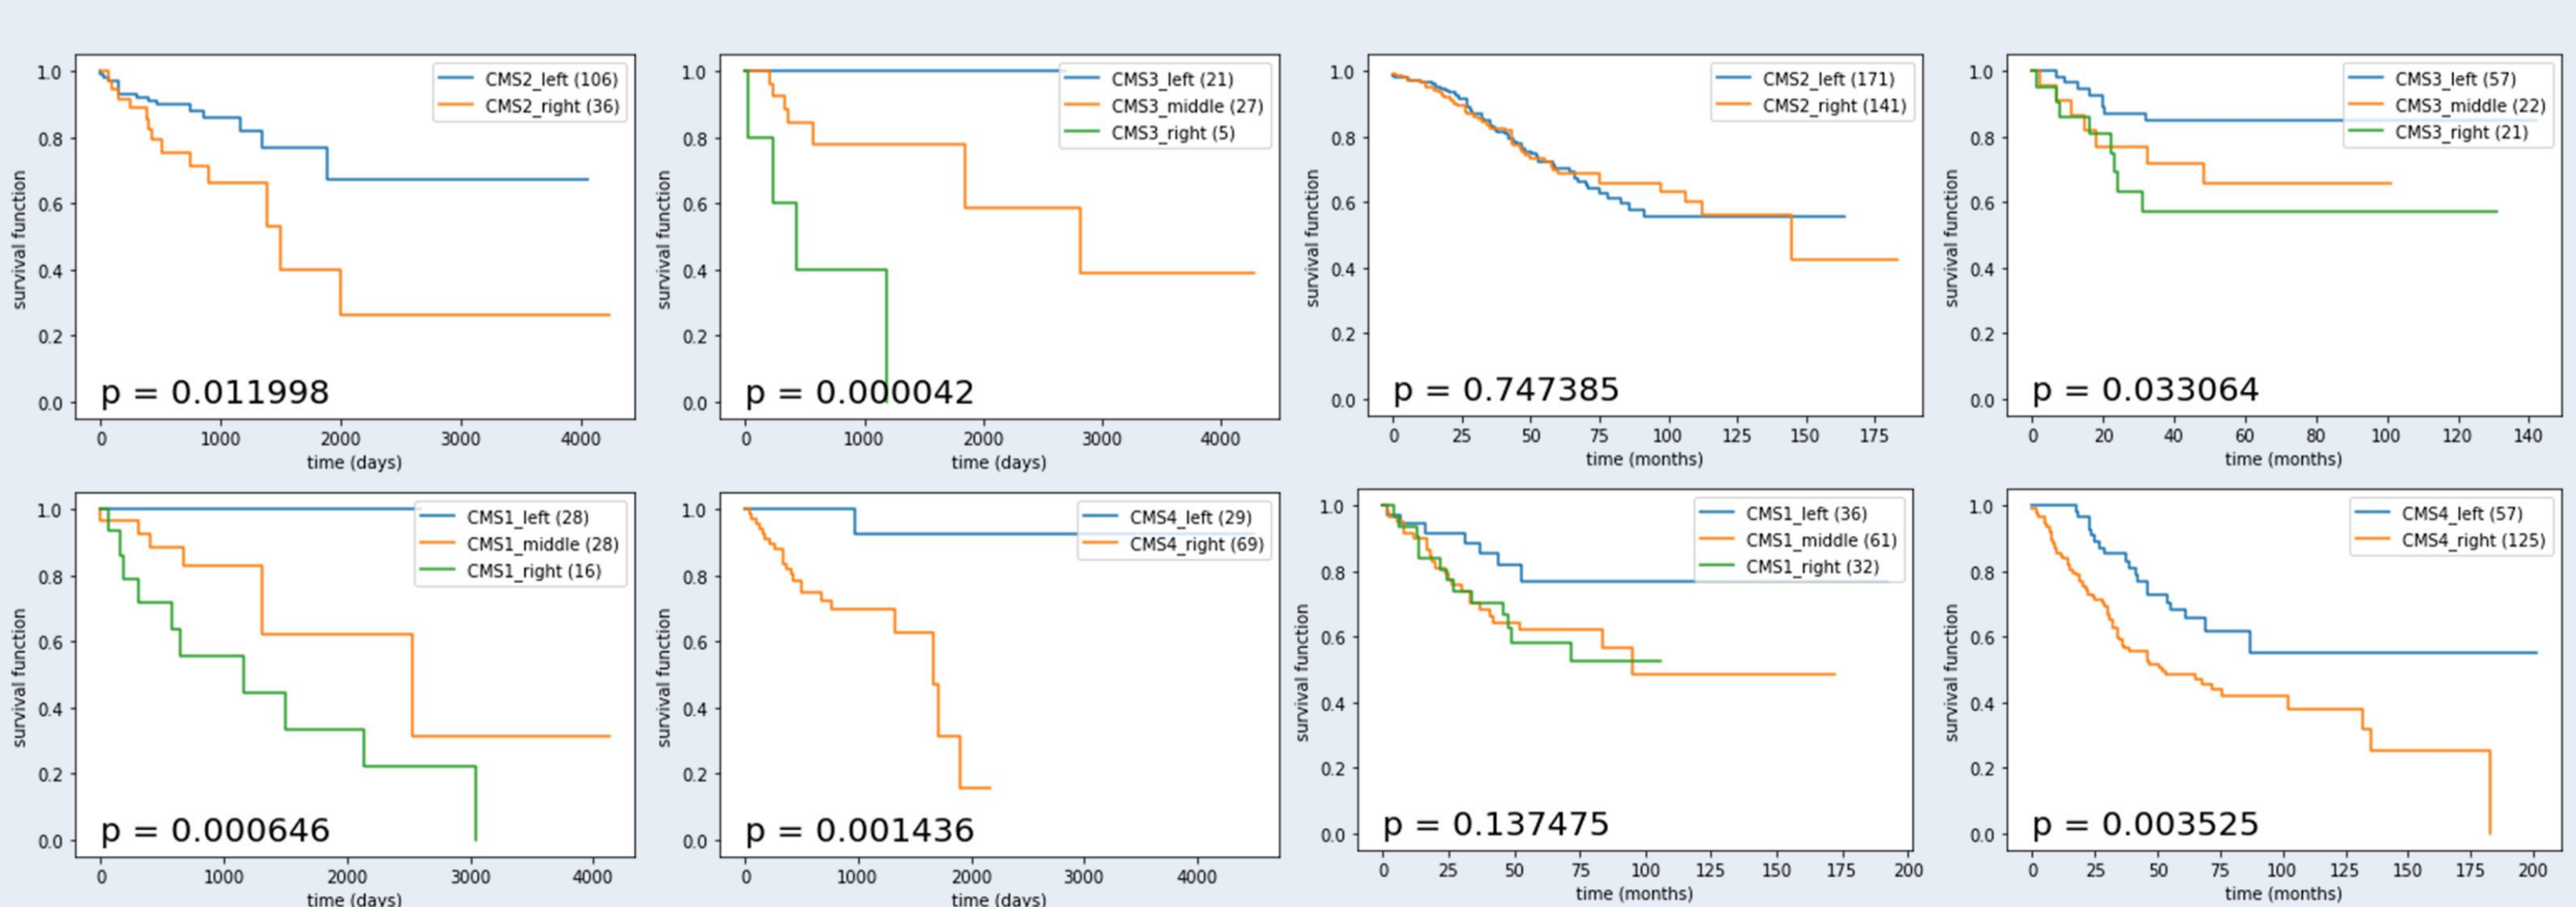 1.0
0.8
0.6
0.4
0.2
0.0
survival function
CMS2_left (106)
CMS2_right (36)
p = 0.011998
0 1000 2000 3000 4000
time (days)
1.0
0.8
0.6
0.4
0.2
0.0
survival function
CMS3_left (21)
CMS3_middle (27)
CMS3_right (5)
p = 0.000042
0 1000 2000 3000 4000
time (days)
1.0
0.8
0.6
0.4
0.2
0.0
survival function
CMS2_left (171)
CMS2_right (141)
p = 0.747385
0 25 50 75 100 125 150 175
time (months)
1.0
0.8
0.6
0.4
0.2
0.0
survival function
CMS3_left (57)
CMS3_middle (22)
CMS3_right (21)
p = 0.033064
0 20 40 60 80 100 120 140
time (months)
1.0
0.8
0.6
0.4
0.2
0.0
survival function
CMS1_left (28)
CMS1_middle (28)
CMS1_right (16)
p = 0.000646
0 1000 2000 3000 4000
time (days)
1.0
0.8
0.6
0.4
0.2
0.0
survival function
CMS4_left (29)
CMS4_right (69)
p = 0.001436
0 1000 2000 3000 4000
time (days)
1.0
0.8
0.6
0.4
0.2
0.0
survival function
CMS1_left (36)
CMS1_middle (61)
CMS1_right (32)
p = 0.137475
0 25 50 75 100 125 150 175 200
time (months)
1.0
0.8
0.6
0.4
0.2
0.0
survival function
CMS4_left (57)
CMS4_right (125)
p = 0.003525
0 25 50 75 100 125 150 175 200
time (months)